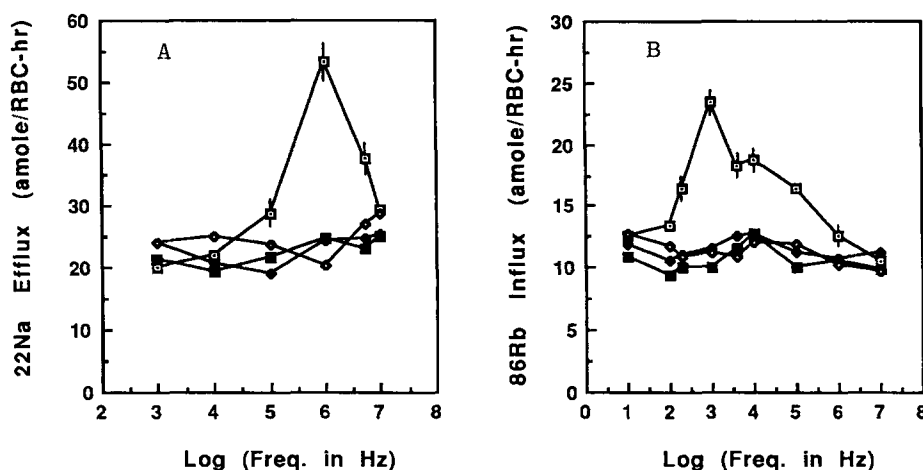 A
22Na Efflux (amole/RBC-hr)
60
50
40
30
20
10
0
2 3 4 5 6 7 8
Log (Freq. in Hz)
B
86Rb Influx (amole/RBC-hr)
30
25
20
15
10
5
0
0 1 2 3 4 5 6 7 8
Log (Freq. in Hz)